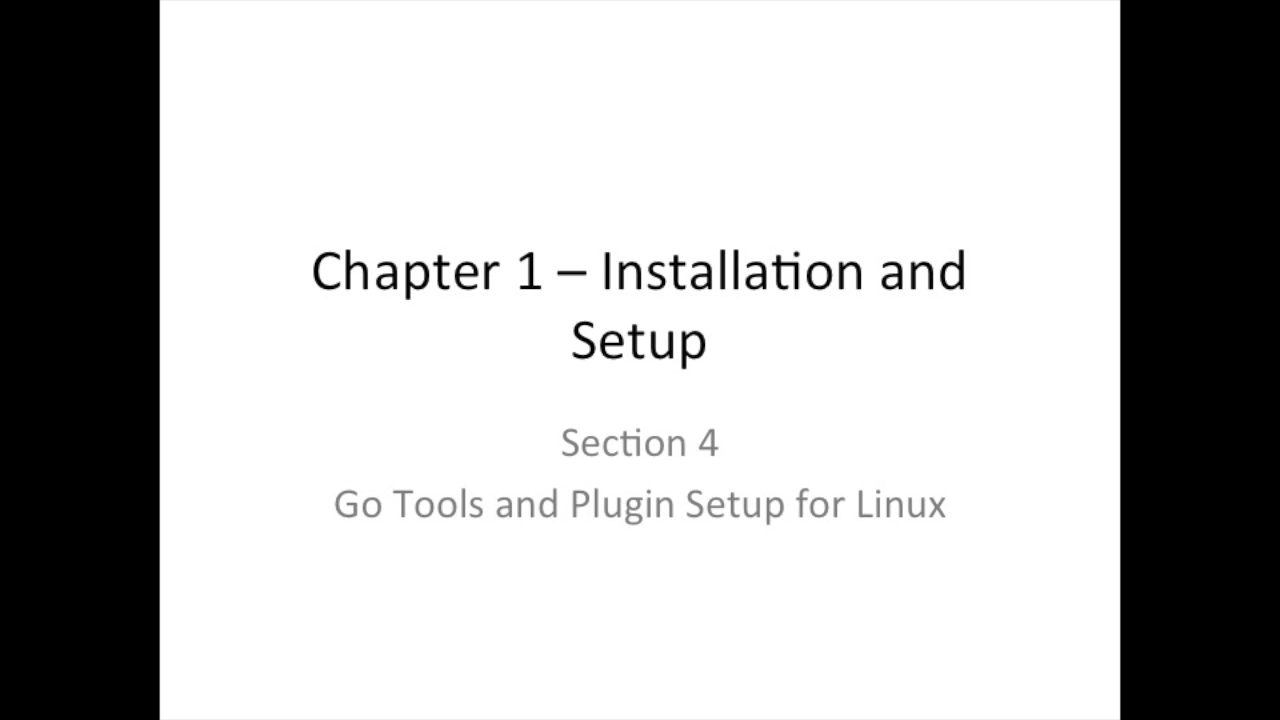 Chapter 1 – Installation and
Setup
Section 4
Go Tools and Plugin Setup for Linux